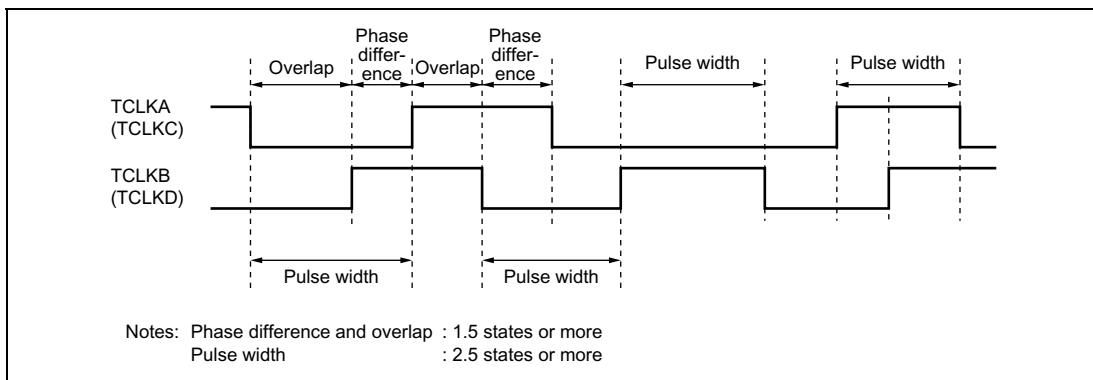 Phase
differ-
ence
Phase
differ-
ence
Overlap
Overlap
Pulse width
Pulse width
TCLKA
(TCLKC)
TCLKB
(TCLKD)
Pulse width
Pulse width
Notes: Phase difference and overlap : 1.5 states or more
Pulse width : 2.5 states or more